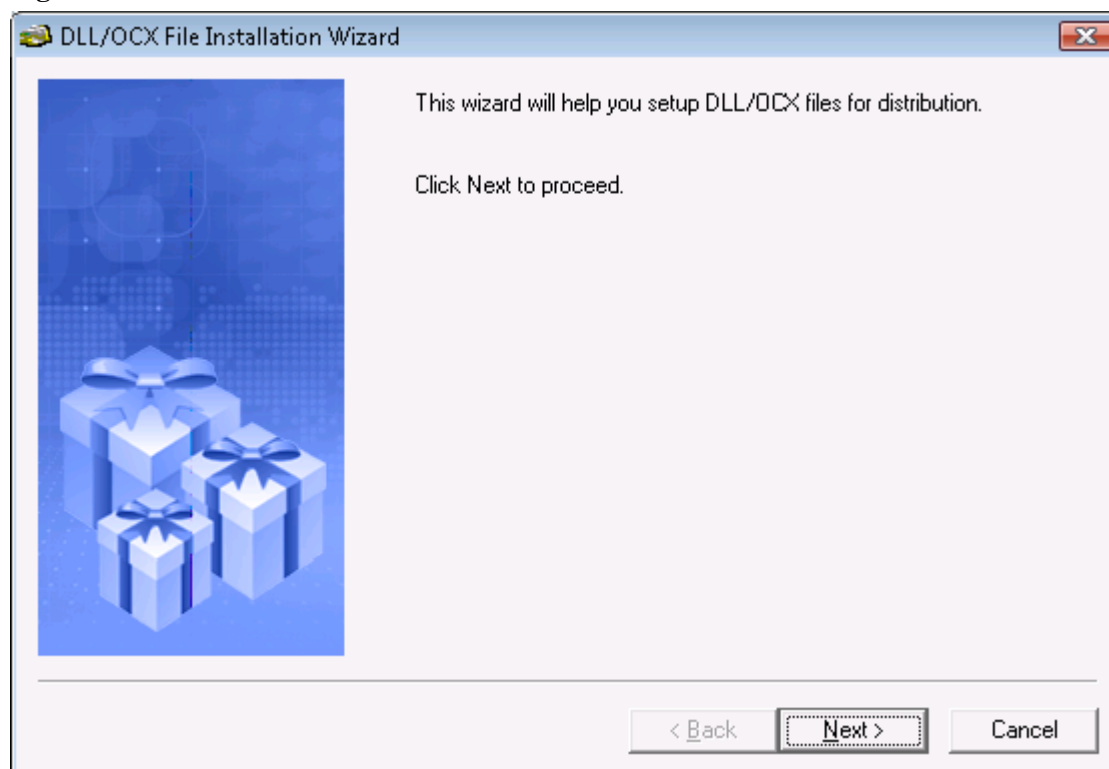 DLL/OCX File Installation Wizard
This wizard will help you setup DLL/OCX files for distribution.
Click Next to proceed.
< Back
Next >
Cancel